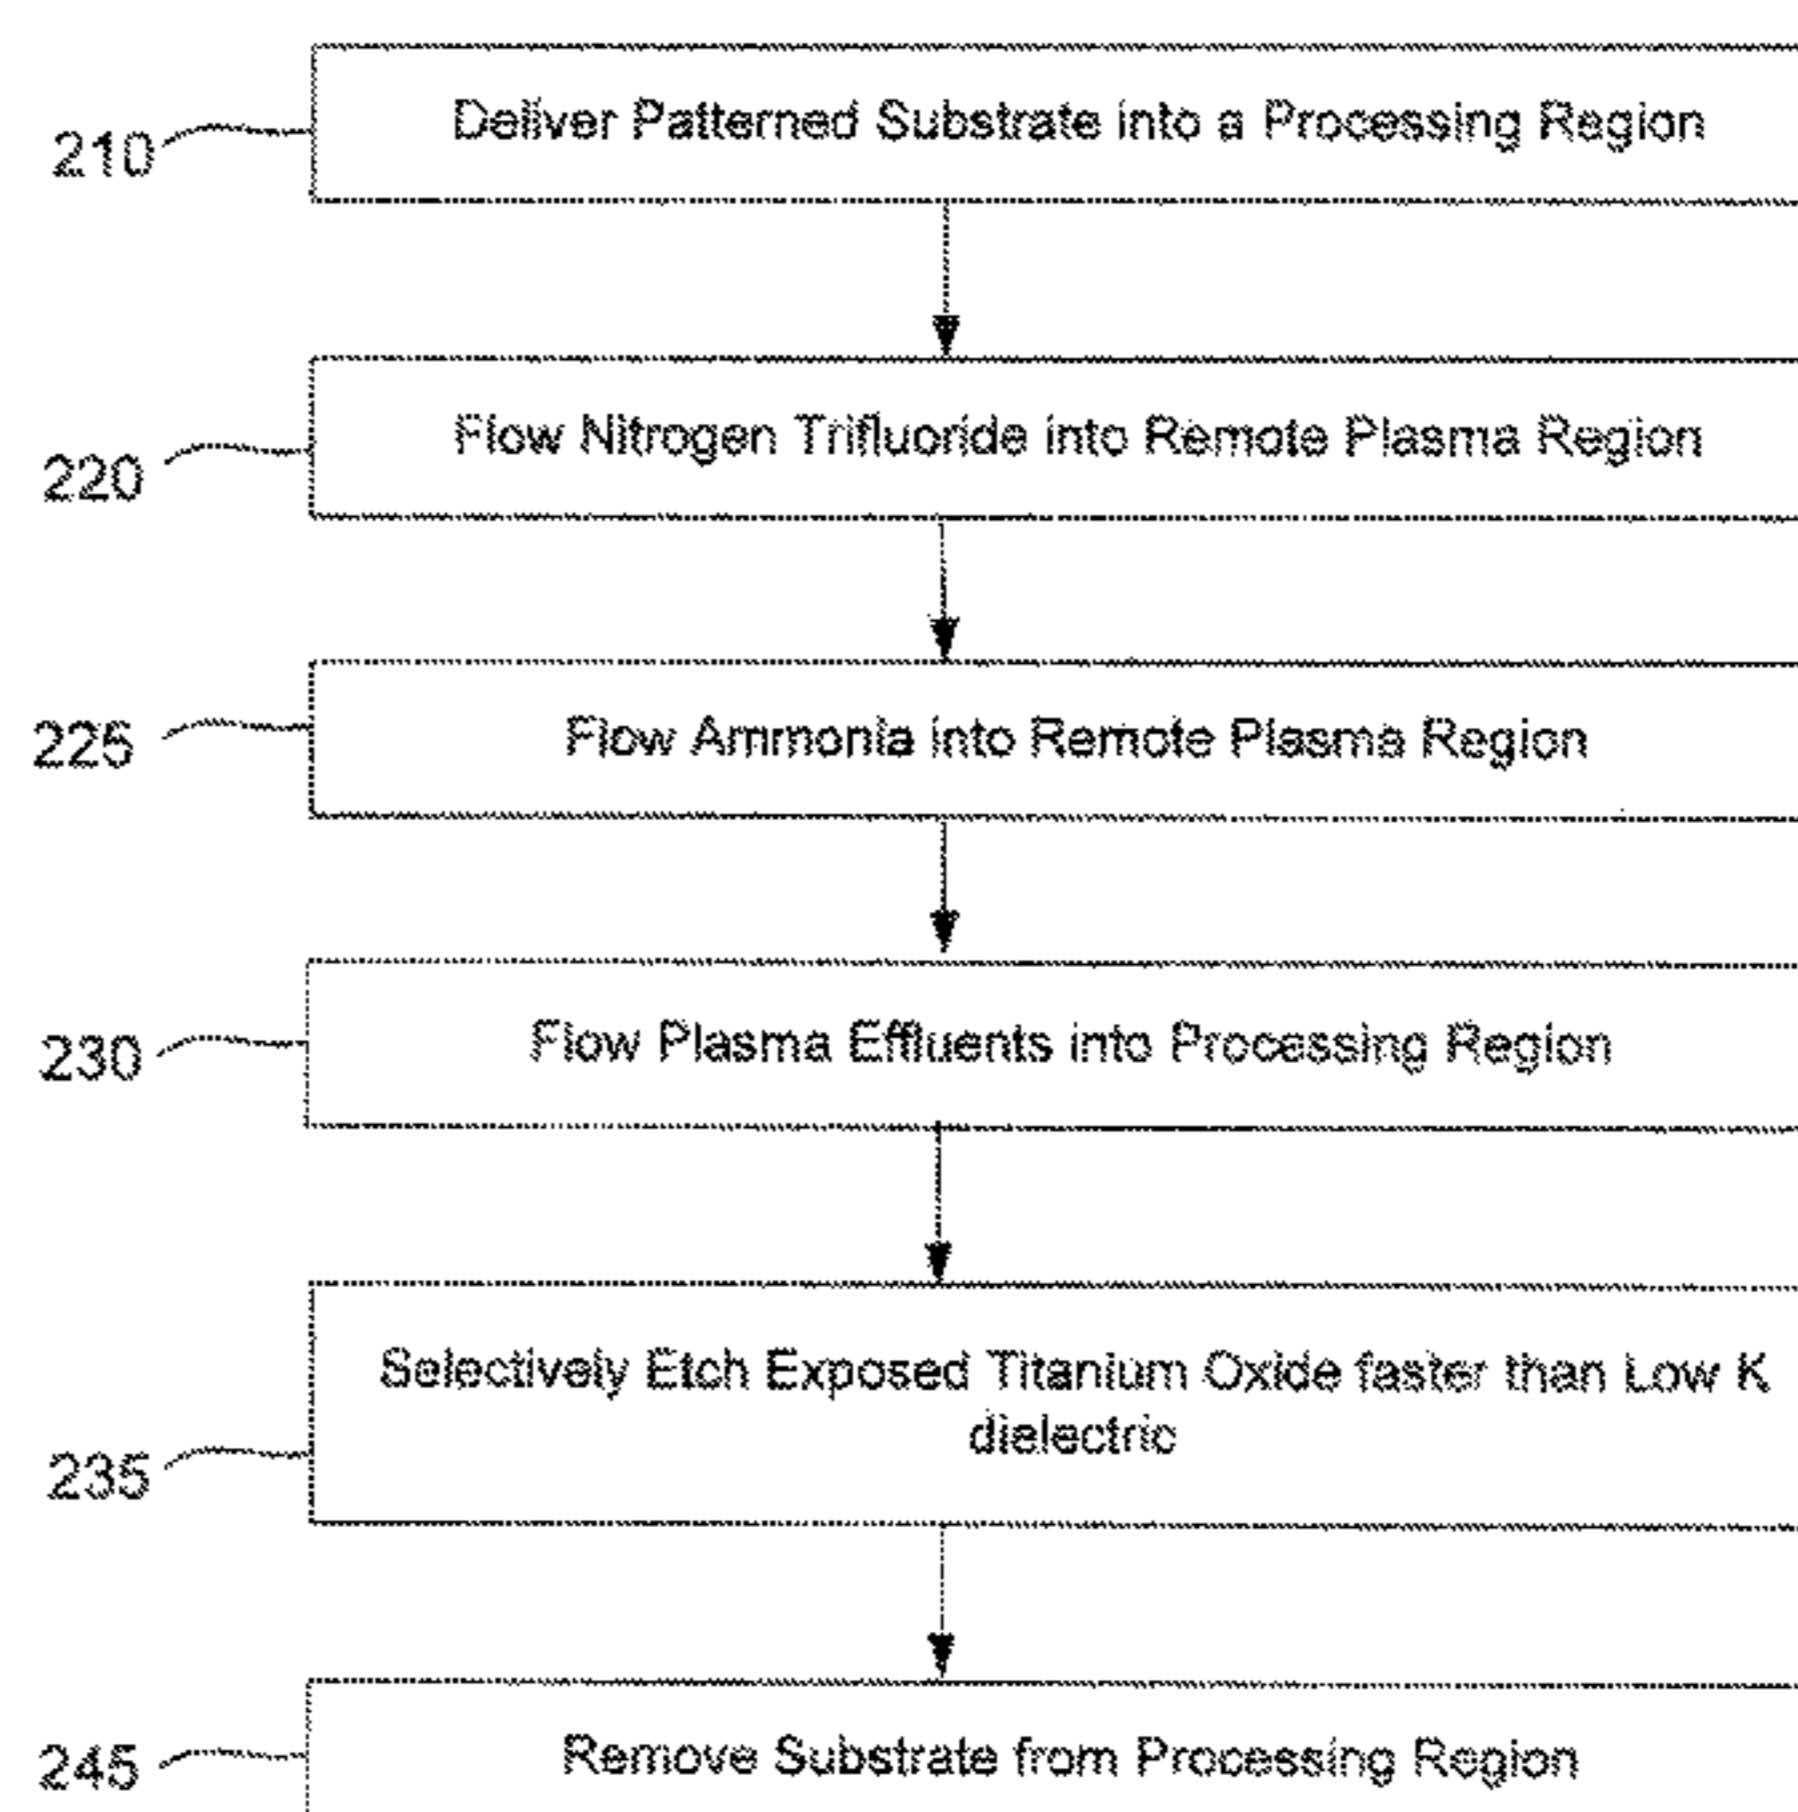 210 Deliver Patterned Substrate into a Processing Region
220 Flow Nitrogen Trifluoride into Remote Plasma Region
225 Flow Ammonia into Remote Plasma Region
230 Flow Plasma Effluents into Processing Region
Selectively Etch Exposed Titanium Oxide faster than Low K
dielectric
235
245 Remove Substrate from Processing Region